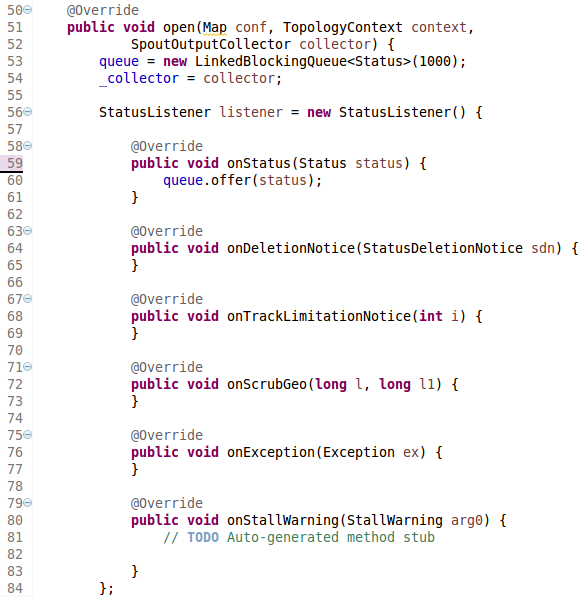 50    @Override
51    public void open(Map conf, TopologyContext context,
52            SpoutOutputCollector collector) {
53        queue = new LinkedBlockingQueue<Status>(1000);
54        _collector = collector;
55
56        StatusListener listener = new StatusListener() {
57
58            @Override
59            public void onStatus(Status status) {
60                queue.offer(status);
61            }
62
63            @Override
64            public void onDeletionNotice(StatusDeletionNotice sdn) {
65            }
66
67            @Override
68            public void onTrackLimitationNotice(int i) {
69            }
70
71            @Override
72            public void onScrubGeo(long l, long l1) {
73            }
74
75            @Override
76            public void onException(Exception ex) {
77            }
78
79            @Override
80            public void onStallWarning(StallWarning arg0) {
81                // TODO Auto-generated method stub
82
83            }
84        };